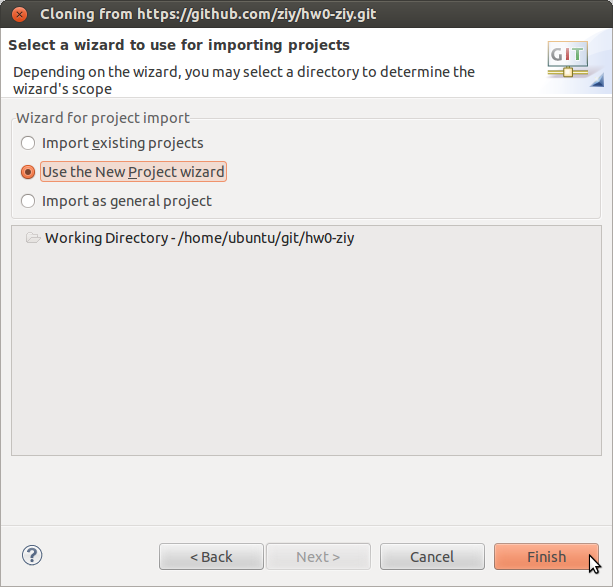 Cloning from https://github.com/ziy/hw0-ziy.git
Select a wizard to use for importing projects
Depending on the wizard, you may select a directory to determine the
wizard's scope
GIT
Wizard for project import
Import existing projects
Use the New Project wizard
Import as general project
Working Directory - /home/ubuntu/git/hw0-ziy
?
< Back
Next >
Cancel
Finish